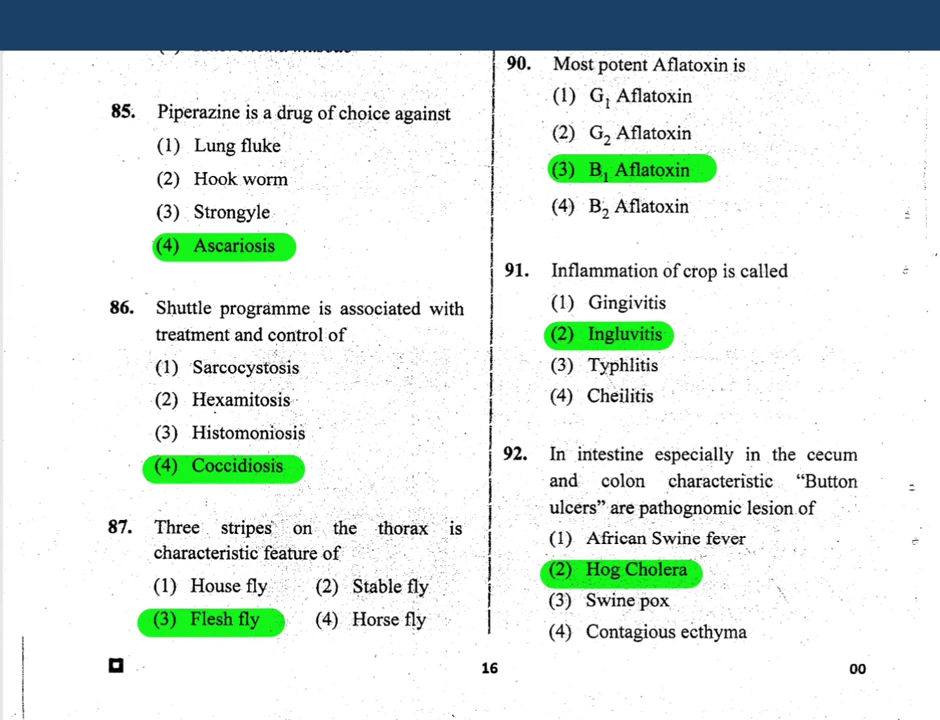 85. Piperazine is a drug of choice against
(1) Lung fluke
(2) Hook worm
(3) Strongyle
(4) Ascariosis
86. Shuttle programme is associated with
treatment and control of
(1) Sarcocystosis
(2) Hexamitosis
(3) Histomoniosis
(4) Coccidiosis
87. Three stripes on the thorax is
characteristic feature of
(1) House fly (2) Stable fly
(3) Flesh fly (4) Horse fly
90. Most potent Aflatoxin is
(1) G₁ Aflatoxin
(2) G₂ Aflatoxin
(3) B₁ Aflatoxin
(4) B₂ Aflatoxin
91. Inflammation of crop is called
(1) Gingivitis
(2) Ingluvitis
(3) Typhlitis
(4) Cheilitis
92. In intestine especially in the cecum
and colon characteristic “Button
ulcers” are pathognomic lesion of
(1) African Swine fever
(2) Hog Cholera
(3) Swine pox
(4) Contagious ecthyma
16
00